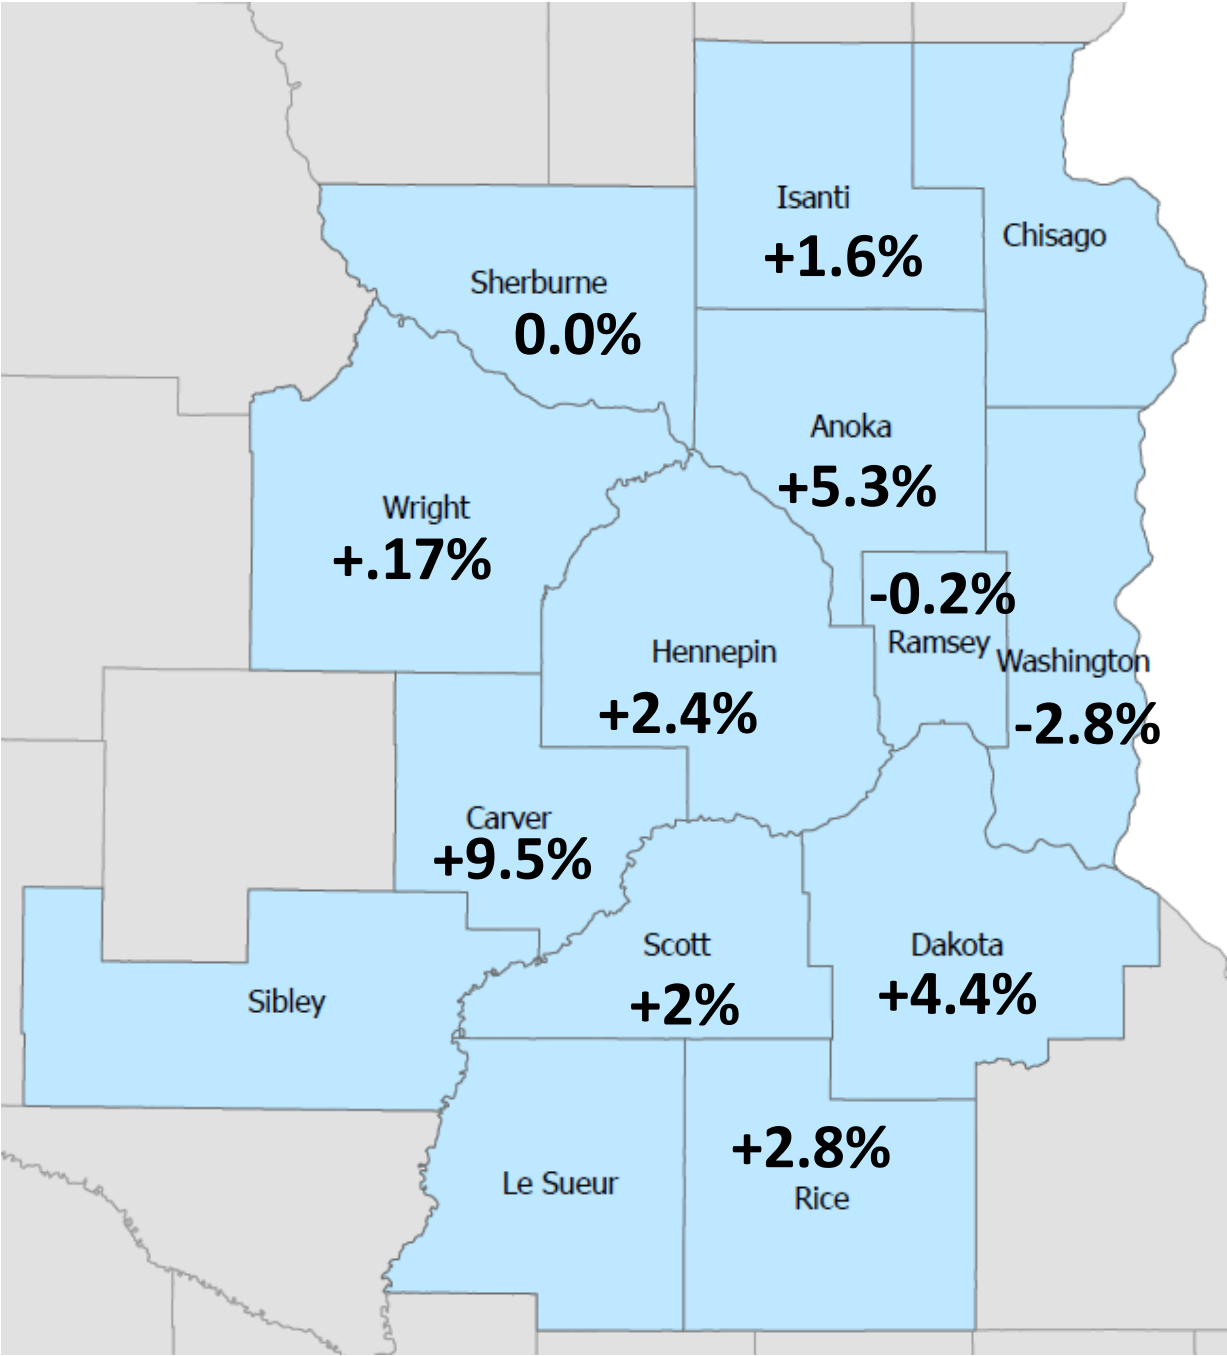 Isanti
+1.6%
Chisago
Sherburne
0.0%
Anoka
+5.3%
Wright
+.17%
-0.2%
Ramsey
Hennepin
+2.4%
Washington
-2.8%
Carver
+9.5%
Scott
+2%
Dakota
+4.4%
Sibley
Le Sueur
+2.8%
Rice